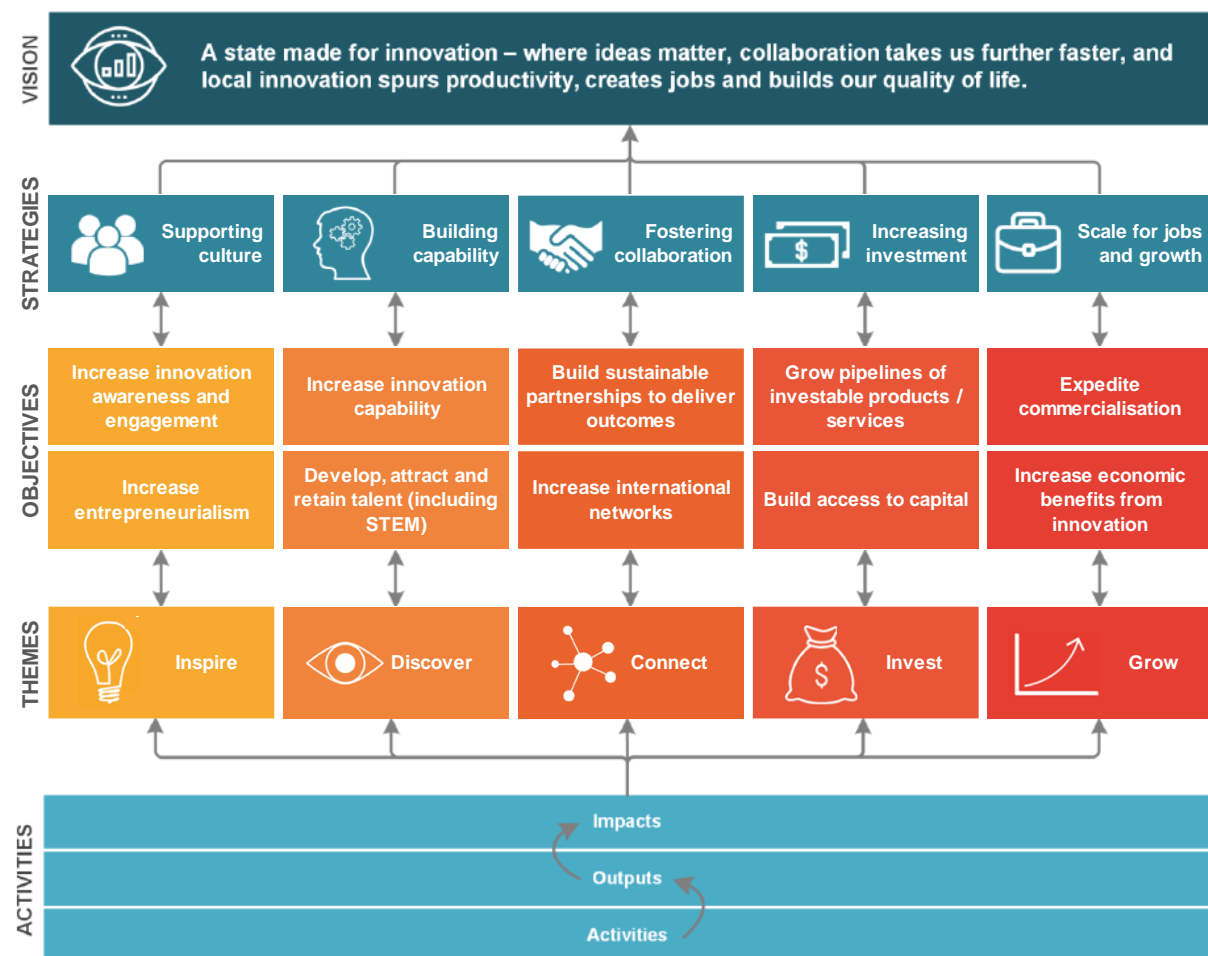 VISION
A state made for innovation – where ideas matter, collaboration takes us further faster, and
local innovation spurs productivity, creates jobs and builds our quality of life.
STRATEGIES
Supporting
culture
Building
capability
Fostering
collaboration
$
Increasing
investment
Scale for jobs
and growth
OBJECTIVES
Increase innovation
awareness and
engagement
Increase innovation
capability
Build sustainable
partnerships to deliver
outcomes
Grow pipelines of
investable products /
services
Expedite
commercialisation
Increase
entrepreneurialism
Develop, attract and
retain talent (including
STEM)
Increase international
networks
Build access to capital
Increase economic
benefits from
innovation
THEMES
Inspire
Discover
Connect
$
Invest
Grow
ACTIVITIES
Impacts
Outputs
Activities